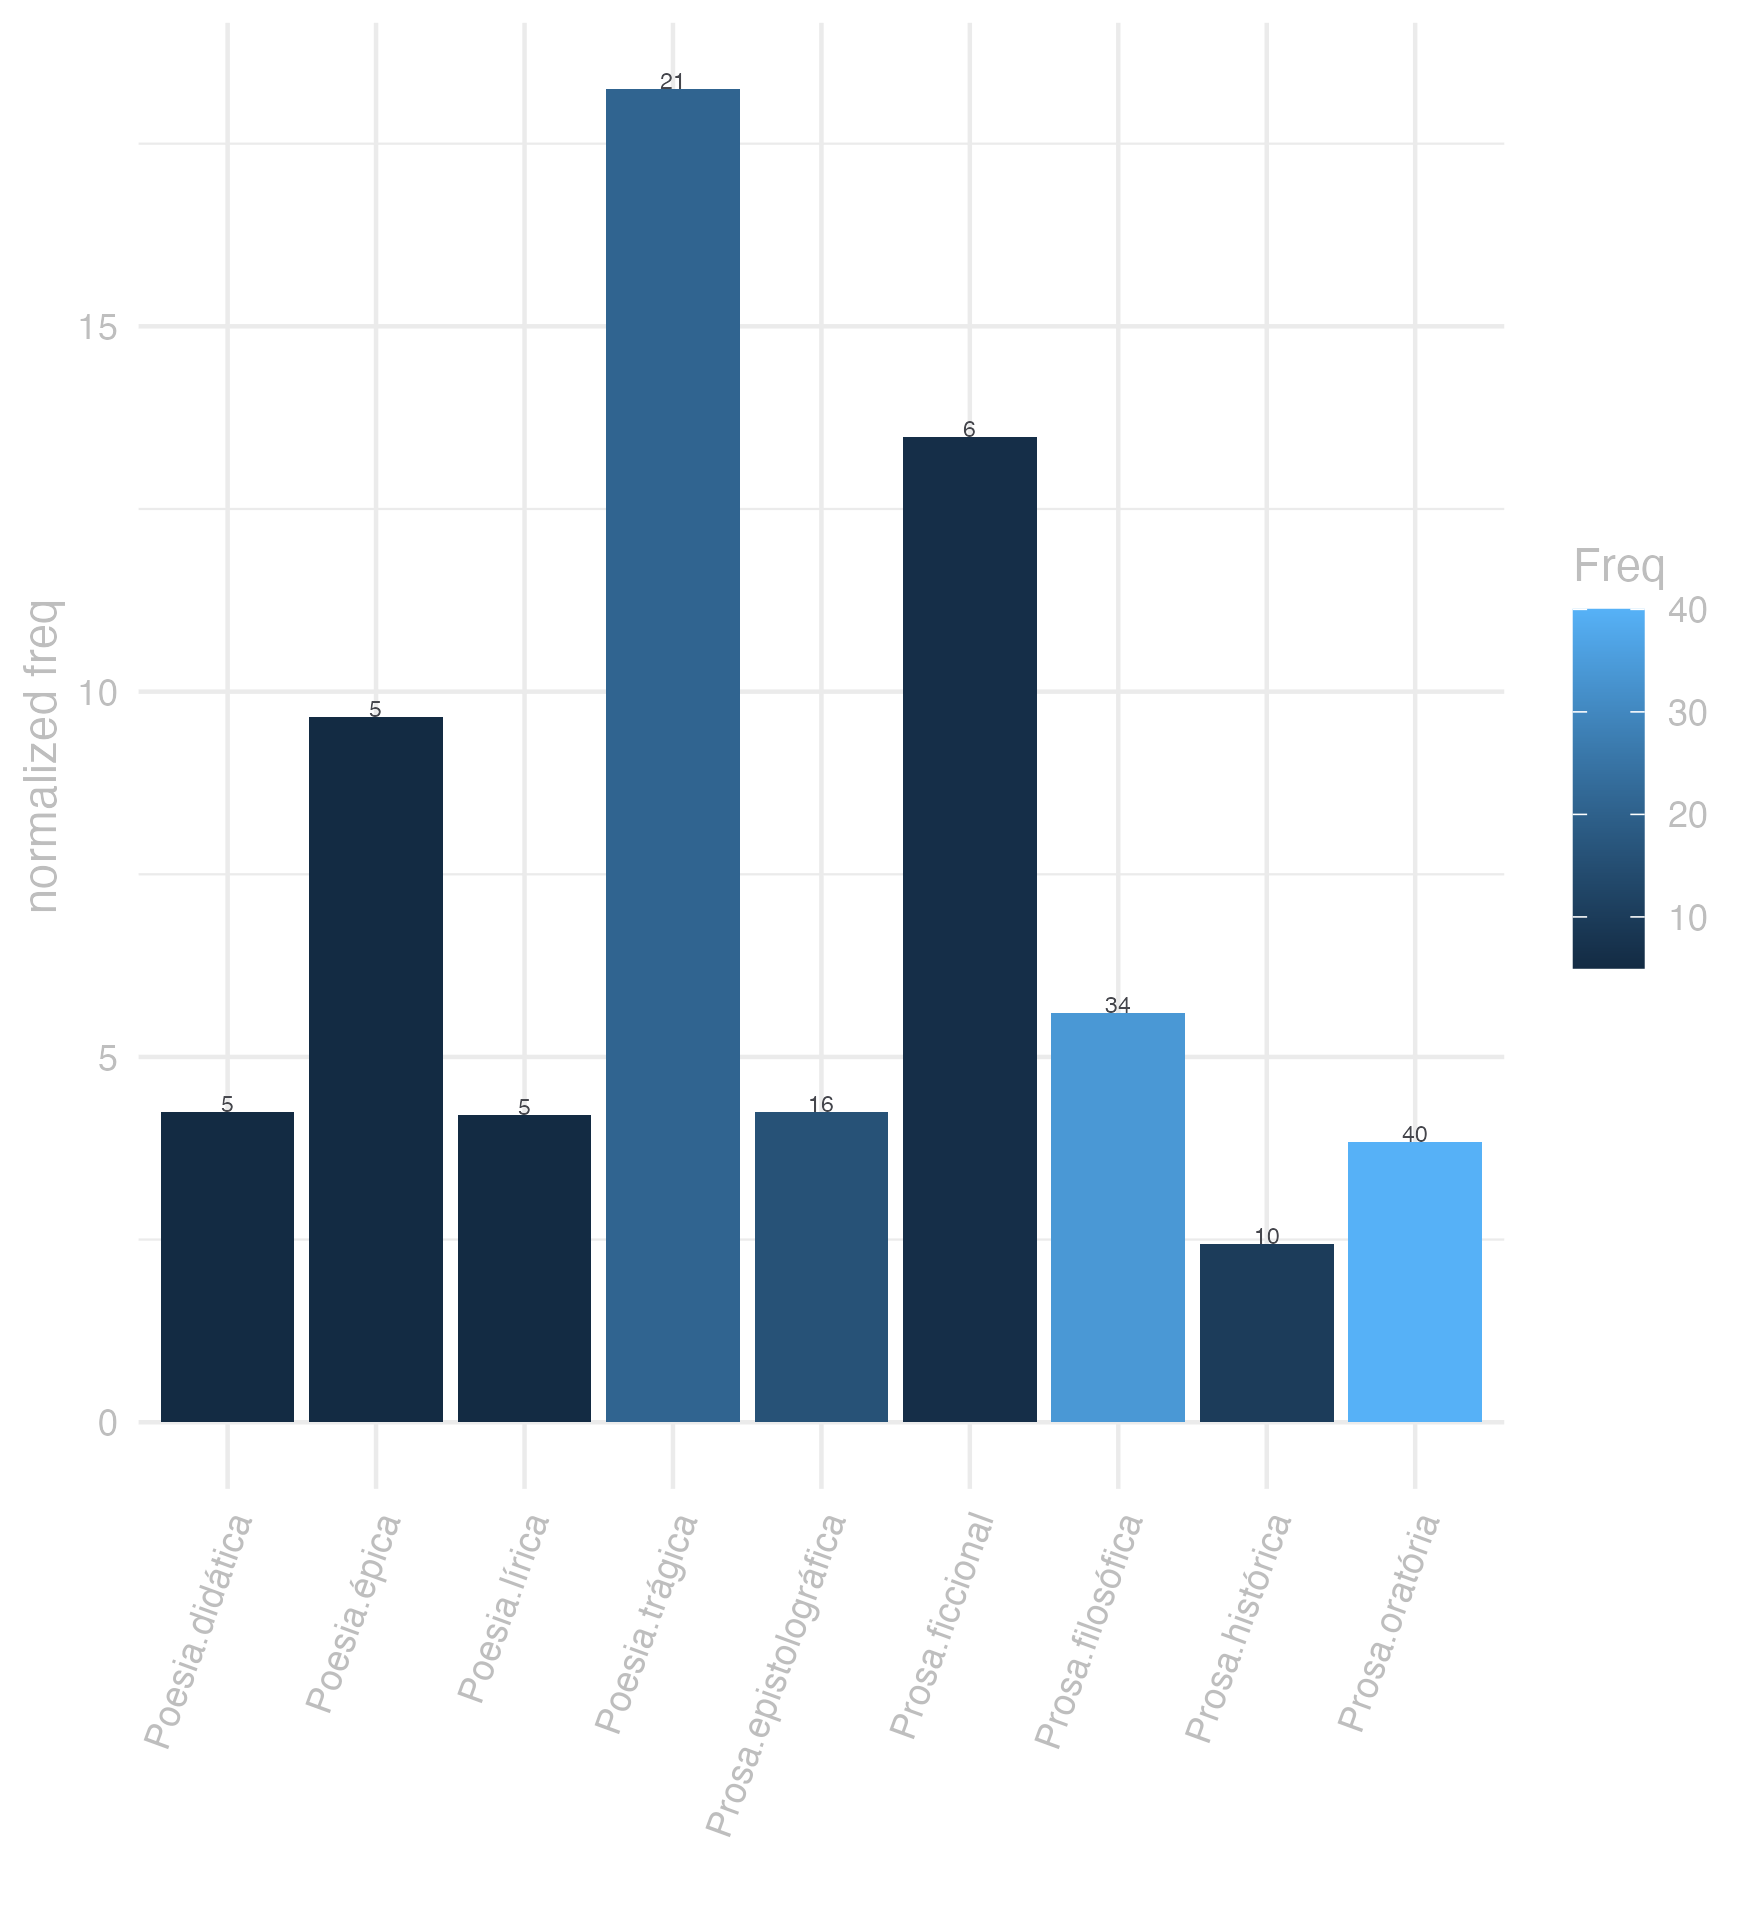 21
15
6
Freq
40
30
20
10
normalized freq
10
5
34
5
5
5
16
40
10
0
Poesia.didática
Poesia.épica
Poesia.lírica
Poesia.trágica
Prosa.epistolográfica
Prosa.ficcional
Prosa.filosófica
Prosa.histórica
Prosa.oratória